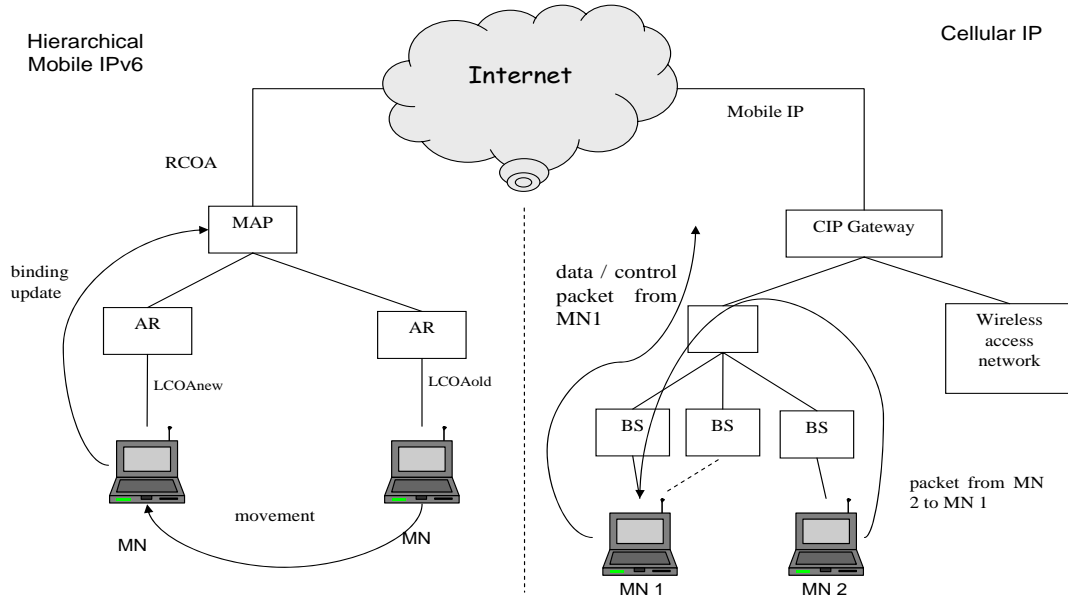 Hierarchical
Mobile IPv6
Cellular IP
Internet
Mobile IP
RCOA
MAP
CIP Gateway
binding
update
data / control
packet from
MN1
AR
AR
Wireless
access
network
LCOAnew
LCOAold
BS
BS
BS
packet from MN
2 to MN 1
movement
MN
MN
MN 1
MN 2